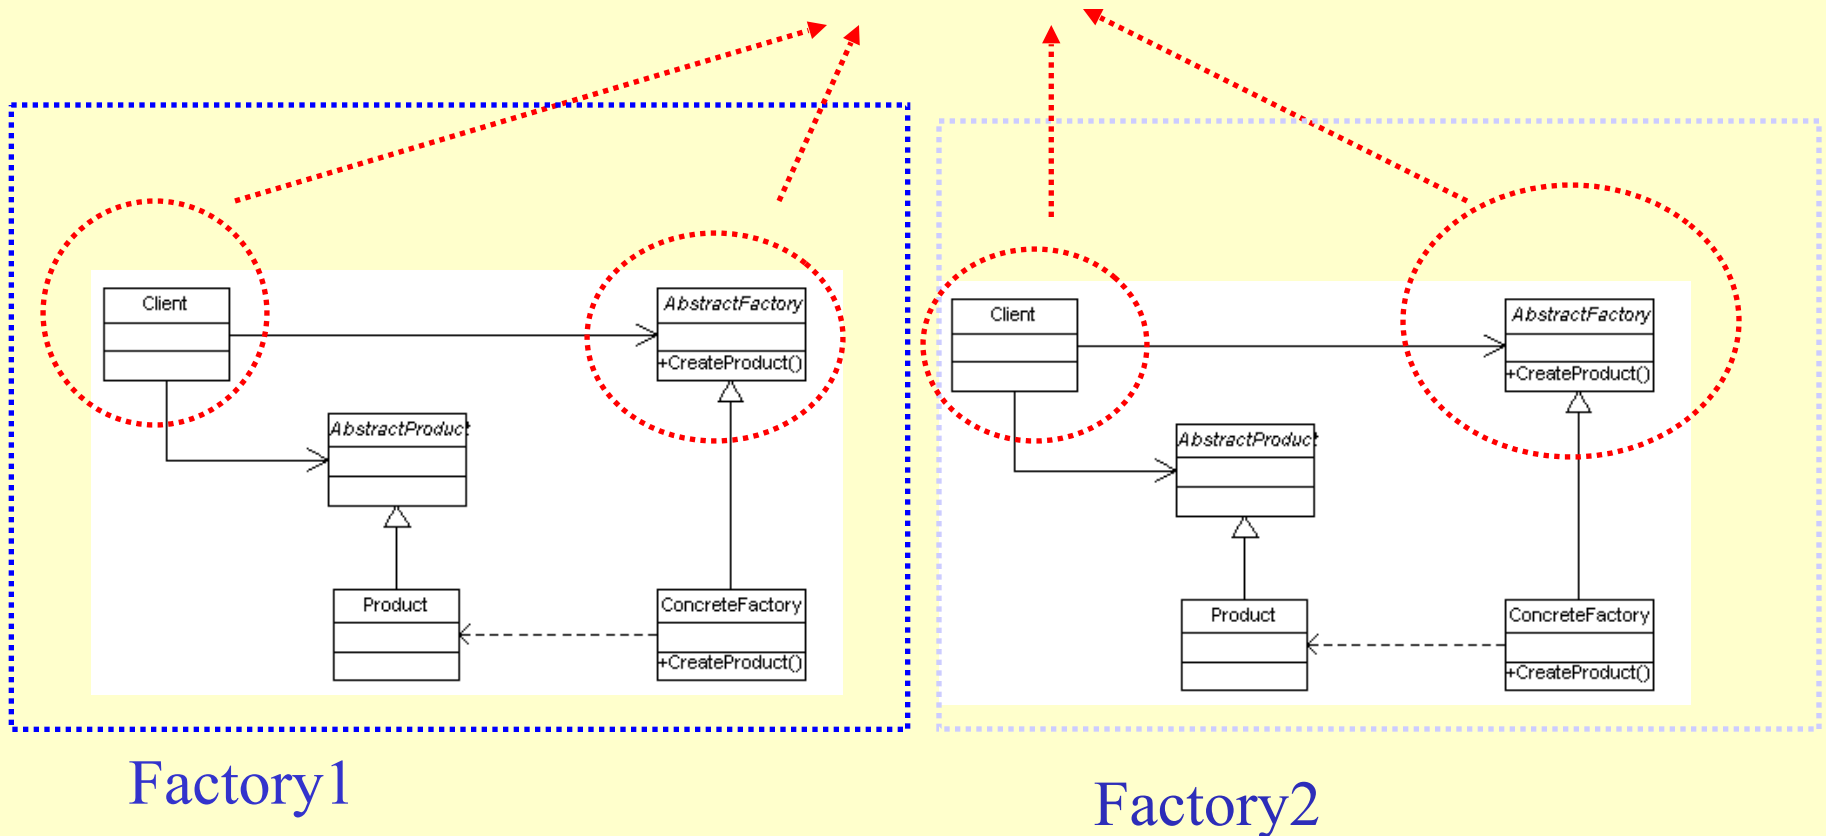 Client
AbstractFactory
+CreateProduct()
AbstractProduct
Product
ConcreteFactory
+CreateProduct()
Factory1
Client
AbstractFactory
+CreateProduct()
AbstractProduct
Product
ConcreteFactory
+CreateProduct()
Factory2